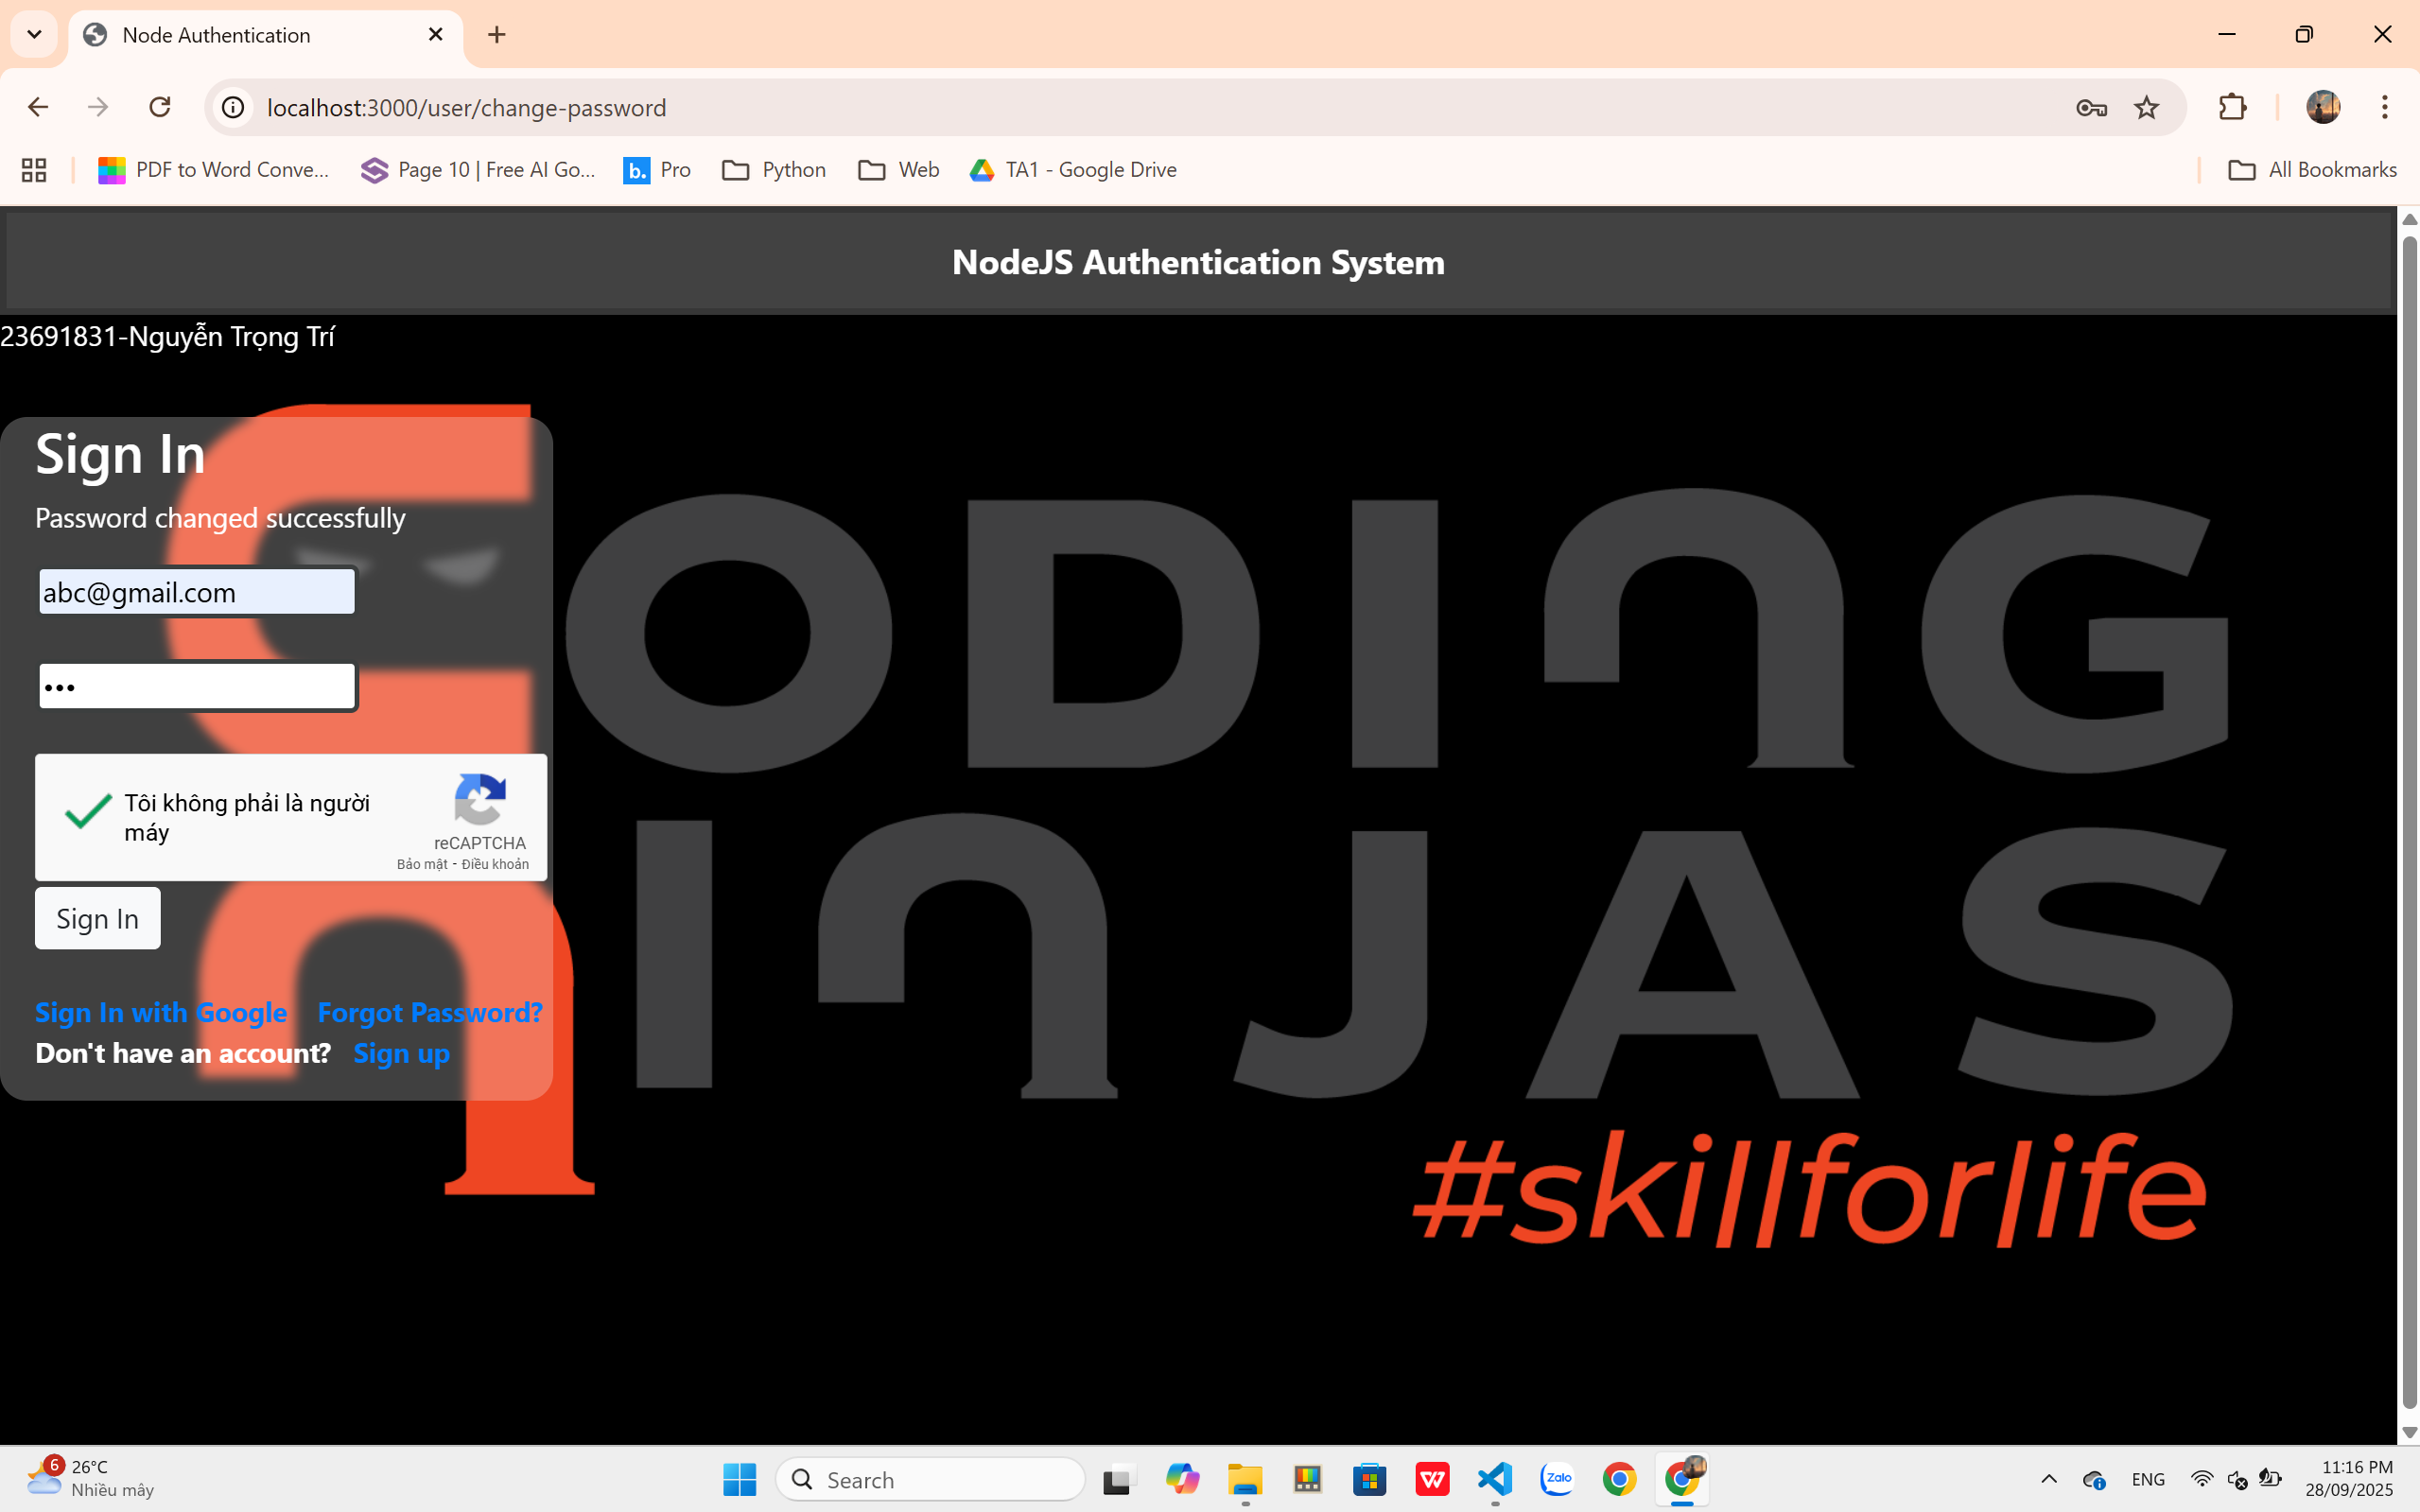 Node Authentication
localhost:3000/user/change-password
PDF to Word Conve... Page 10 | Free AI Go... b. Pro Python Web TA1 - Google Drive All Bookmarks
NodeJS Authentication System
23691831-Nguyễn Trọng Trí
Sign In
Password changed successfully
abc@gmail.com
Tôi không phải là người
máy
reCAPTCHA
Bảo mật - Điều khoản
Sign In
Sign In with Google Forgot Password?
Don't have an account? Sign up
CODING
NINJAS
#skillforlife
6 26°C
Nhiều mây
Search
Zalo
ENG
11:16 PM
28/09/2025